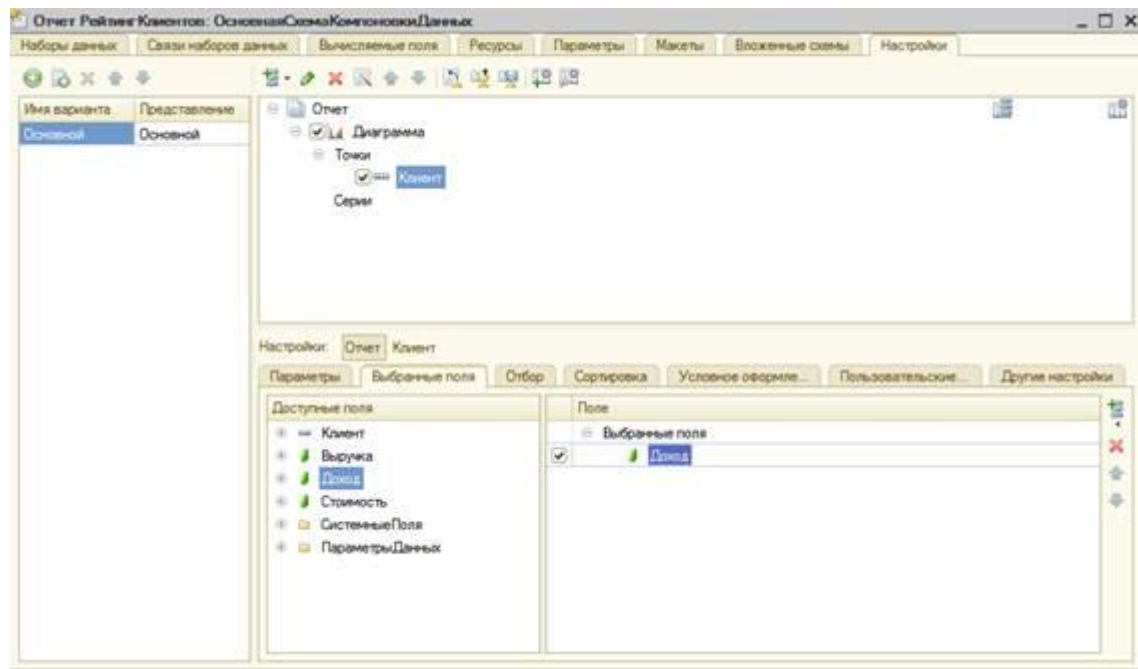 Отчет РейтингКлиентов: ОсновнаяСхемаКомпоновкиДанных
Наборы данных Связи наборов данных Вычисляемые поля Ресурсы Параметры Макеты Вложенные схемы Настройки
Имя варианта Представление
Основной Основной
Отчет
Диаграмма
Точки
Клиент
Серии
Настройки: Отчет Клиент
Параметры Выбранные поля Отбор Сортировка Условное оформле... Пользовательские... Другие настройки
Доступные поля
Клиент
Выручка
Доход
Стоимость
СистемныеПоля
ПараметрыДанных
Поле
Выбранные поля
Доход